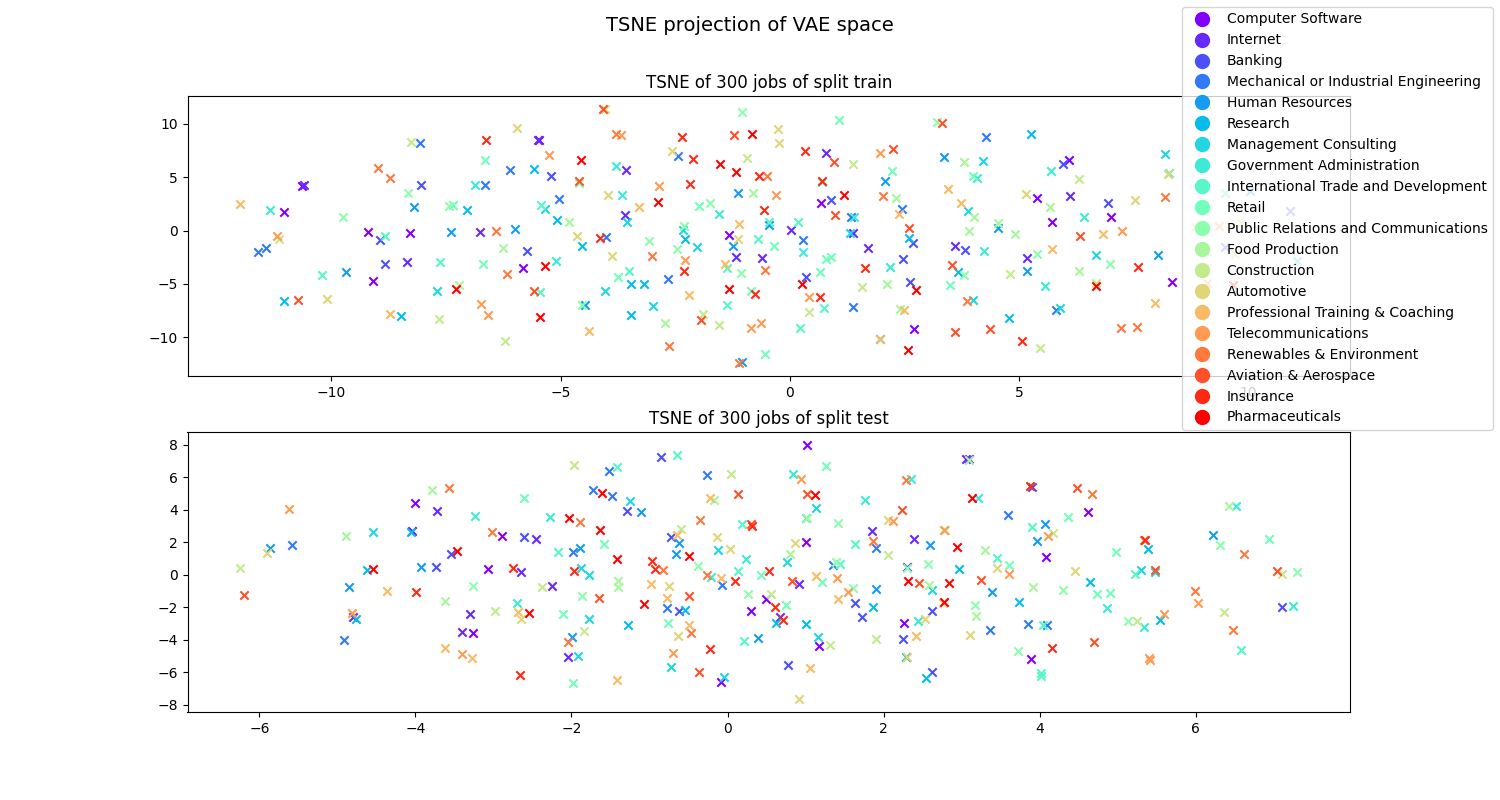 TSNE projection of VAE space
TSNE of 300 jobs of split train
10
5
0
−5
−10
−10
−5
0
5
10
TSNE of 300 jobs of split test
8
6
4
2
0
−2
−4
−6
−8
−6
−4
−2
0
2
4
6
Computer Software
Internet
Banking
Mechanical or Industrial Engineering
Human Resources
Research
Management Consulting
Government Administration
International Trade and Development
Retail
Public Relations and Communications
Food Production
Construction
Automotive
Professional Training & Coaching
Telecommunications
Renewables & Environment
Aviation & Aerospace
Insurance
Pharmaceuticals